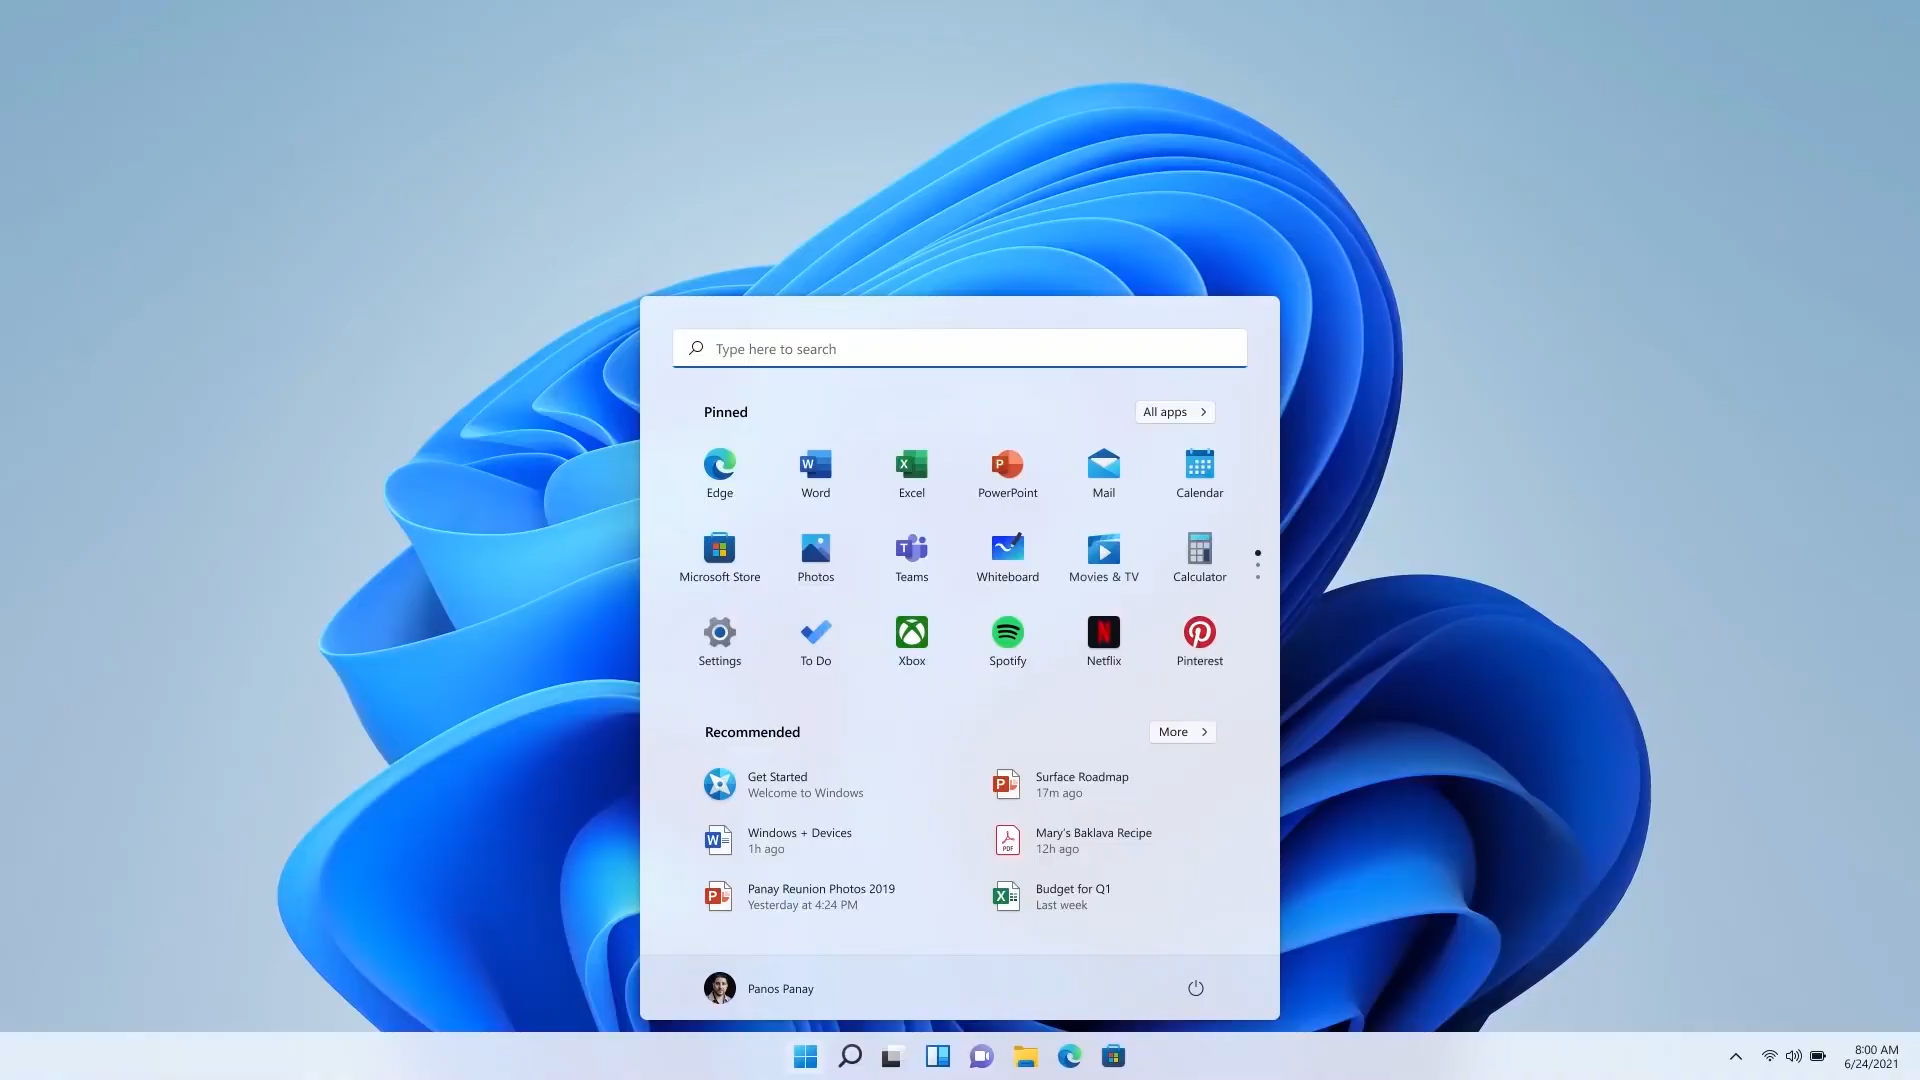 Type here to search
Pinned
All apps
Edge
Word
Excel
PowerPoint
Mail
Calendar
Microsoft Store
Photos
Teams
Whiteboard
Movies & TV
Calculator
Settings
To Do
Xbox
Spotify
Netflix
Pinterest
Recommended
More
Get Started
Welcome to Windows
Surface Roadmap
17m ago
Windows + Devices
1h ago
Mary's Baklava Recipe
12h ago
PDF
Panay Reunion Photos 2019
Yesterday at 4:24 PM
Budget for Q1
Last week
Panos Panay
8:00 AM
6/24/2021